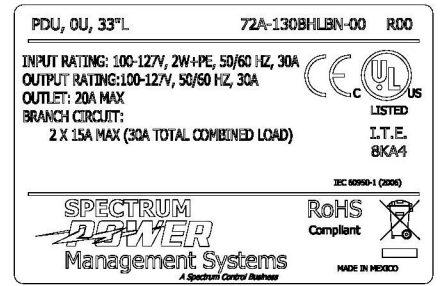 PDU, 0U, 33"L 72A-130BHLBN-00 R00
INPUT RATING: 100-127V, 2W+PE, 50/60 HZ, 30A
OUTPUT RATING:100-127V, 50/60 HZ, 30A
OUTLET: 20A MAX
BRANCH CIRCUIT:
2 X 15A MAX (30A TOTAL COMBINED LOAD)
CE
C UL US
LISTED
I.T.E.
8KA4
IEC 60950-1 (2006)
SPECTRUM
POWER
Management Systems
A Spectrum Control Business
RoHS
Compliant
MADE IN MEXICO